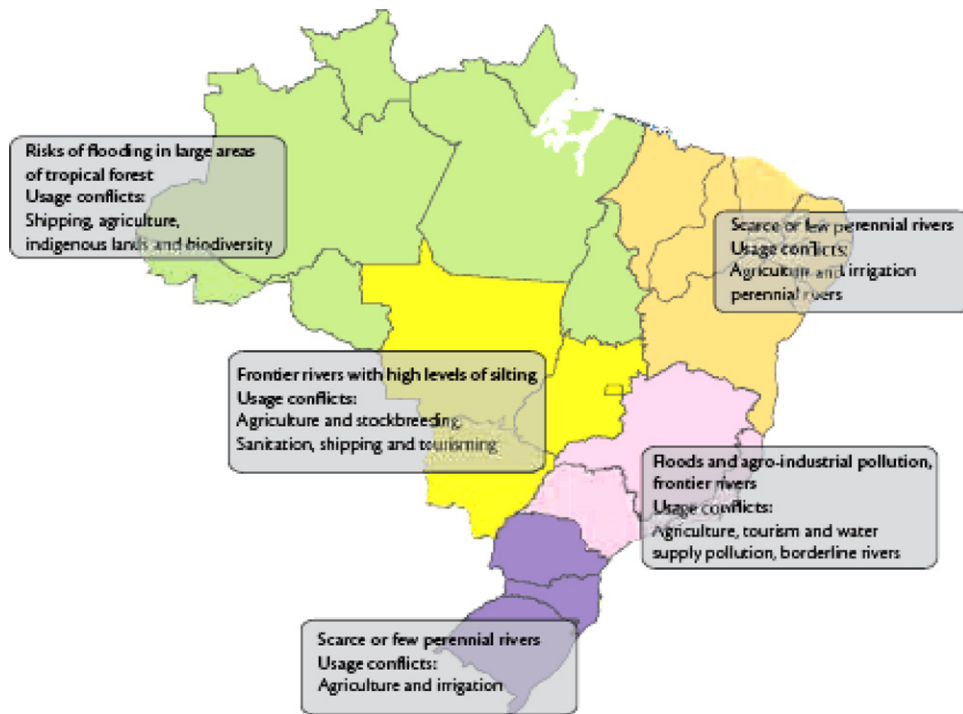 Risks of flooding in large areas
of tropical forest
Usage conflicts:
Shipping, agriculture,
indigenous lands and biodiversity
Scarce or few perennial rivers
Usage conflicts:
Agriculture and irrigation
perennial rivers
Frontier rivers with high levels of silting
Usage conflicts:
Agriculture and stockbreeding,
Sanitation, shipping and tourisming
Floods and agro-industrial pollution,
frontier rivers
Usage conflicts:
Agriculture, tourism and water
supply pollution, borderline rivers
Scarce or few perennial rivers
Usage conflicts:
Agriculture and irrigation